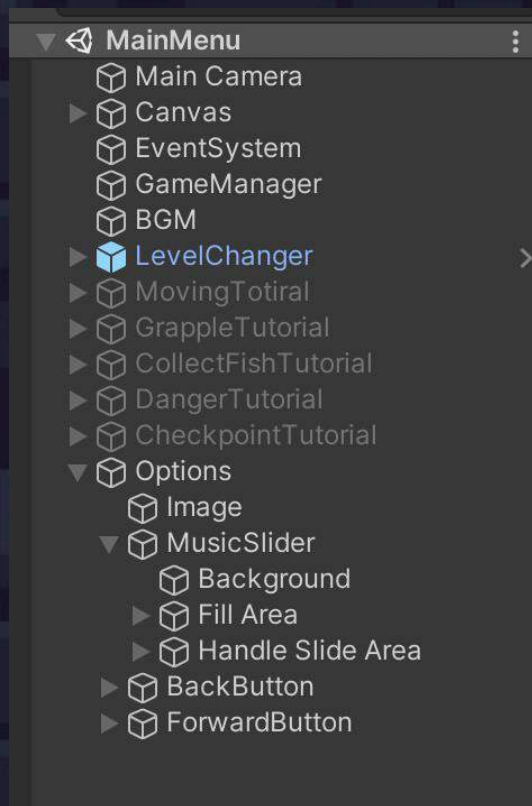 MainMenu
Main Camera
Canvas
EventSystem
GameManager
BGM
LevelChanger
MovingTotiral
GrappleTutorial
CollectFishTutorial
DangerTutorial
CheckpointTutorial
Options
Image
MusicSlider
Background
Fill Area
Handle Slide Area
BackButton
ForwardButton